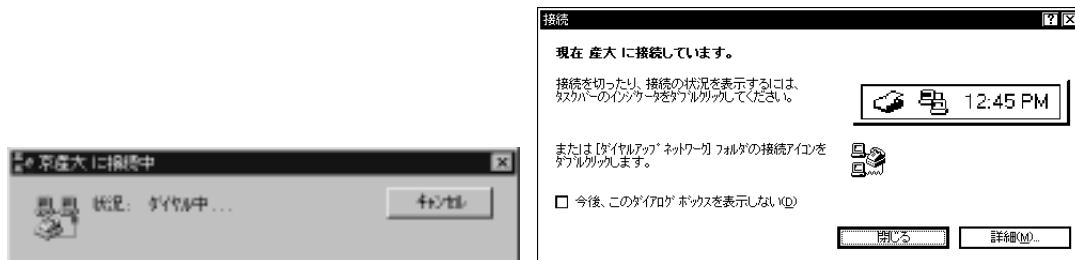 京産大 に接続中
状況: ダイヤル中...
キャンセル
接続
現在 産大 に接続しています。
接続を切ったり、接続の状況を表示するには、
タスクバーのインジケータをダブルクリックしてください。
12:45 PM
または [ダイヤルアップ ネットワーク] フォルダの接続アイコンを
ダブルクリックします。
今後、このダイアログ ボックスを表示しない(D)
閉じる
詳細(M)...